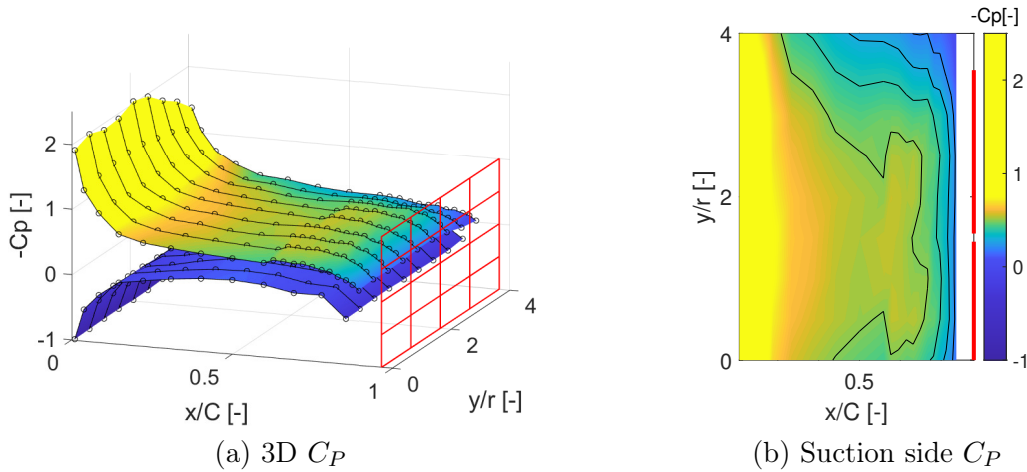 2
1
0
-1
-Cp [-]
0
0.5
1
x/C [-]
0
2
4
y/r [-]
(a) 3D C_P
-Cp[-]
4
2
0
y/r [-]
0.5
x/C [-]
2
1
0
-1
(b) Suction side C_P